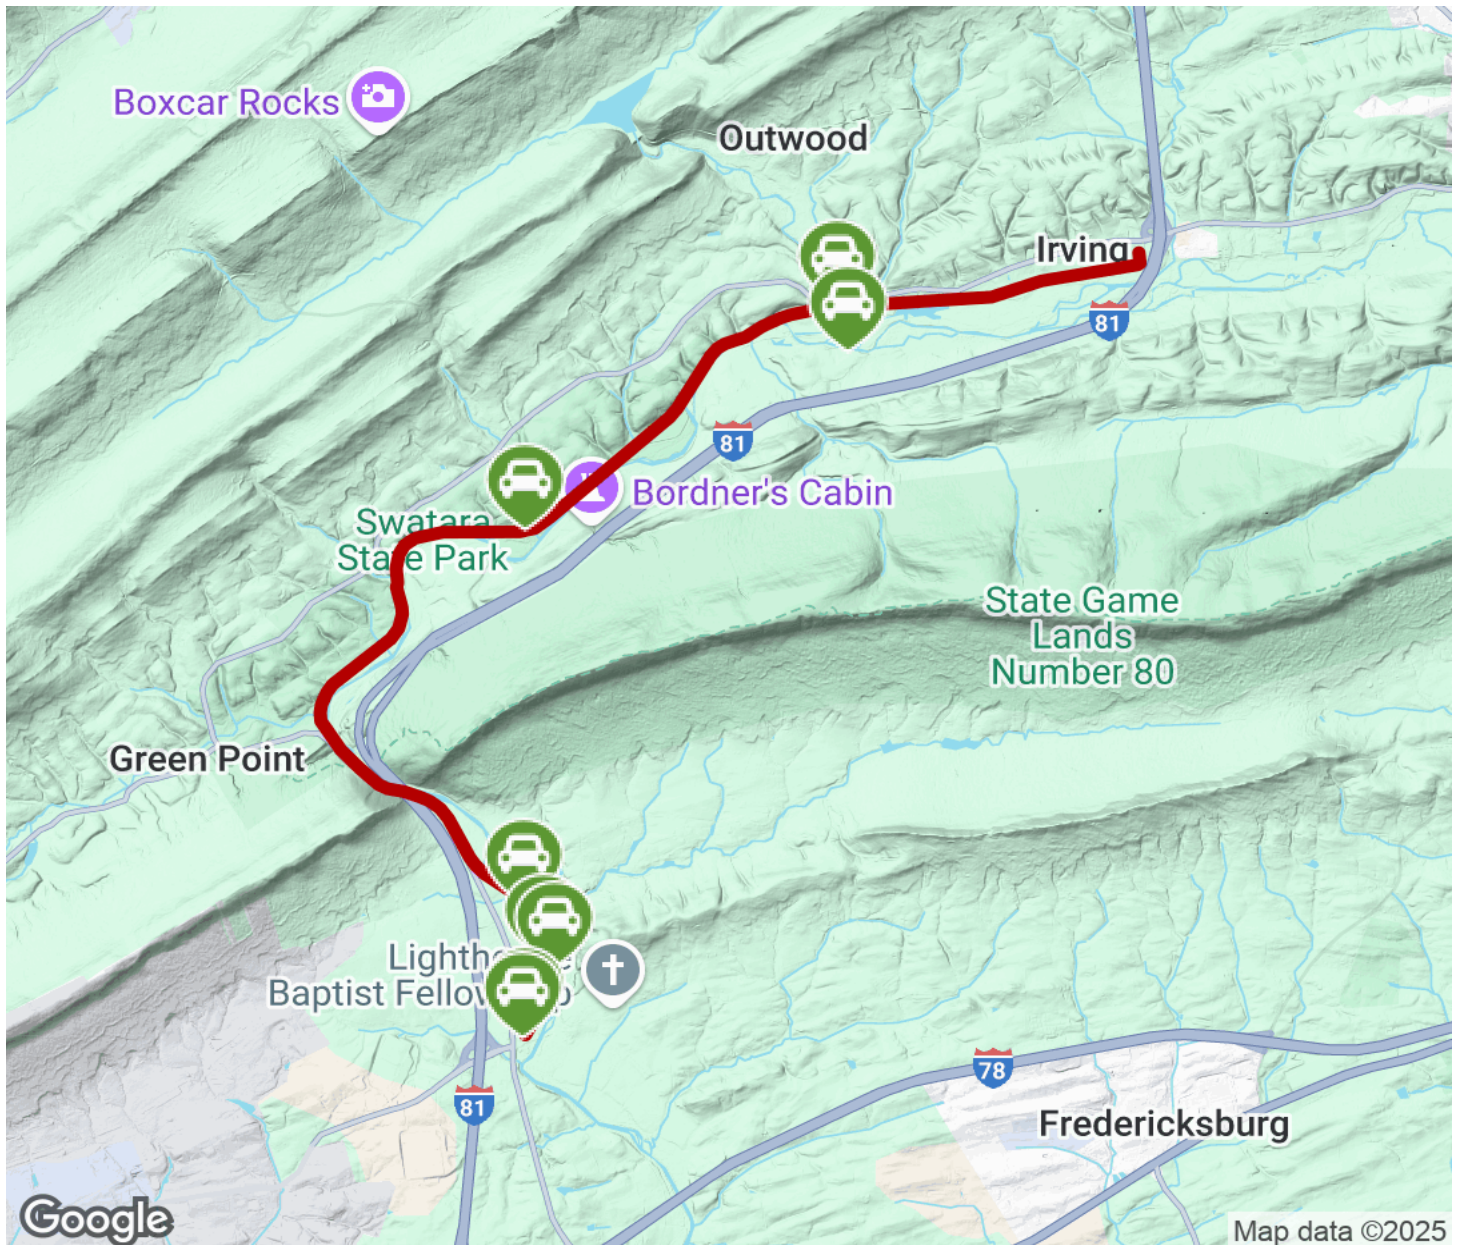 Boxcar Rocks
Outwood
Irving
81
81
Bordner's Cabin
Swatara
State Park
State Game
Lands
Number 80
Green Point
Baptist
81
78
Fredericksburg
Google
Map data ©2025